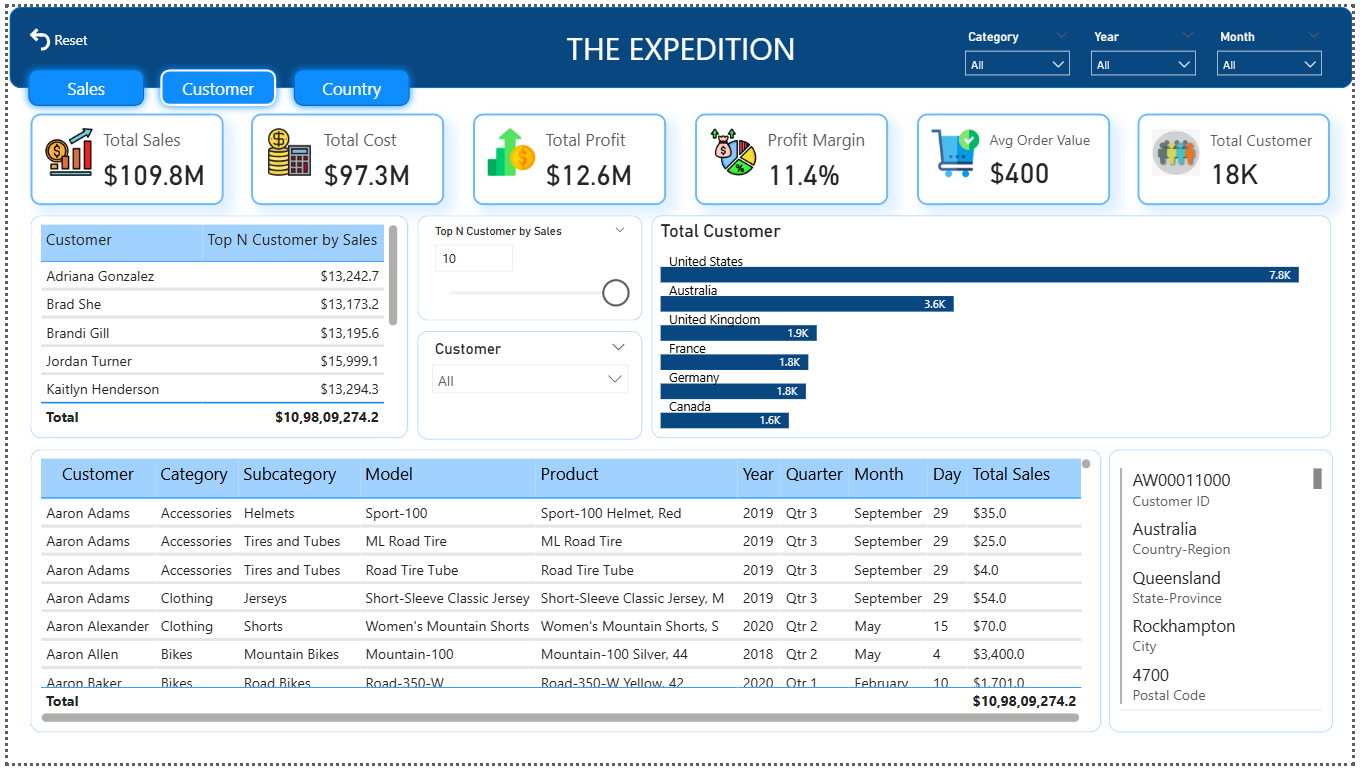 Reset
THE EXPEDITION
Category Year Month
All All All
Sales Customer Country
Total Sales
$109.8M
Total Cost
$97.3M
Total Profit
$12.6M
Profit Margin
11.4%
Avg Order Value
$400
Total Customer
18K
Customer Top N Customer by Sales
Adriana Gonzalez $13,242.7
Brad She $13,173.2
Brandi Gill $13,195.6
Jordan Turner $15,999.1
Kaitlyn Henderson $13,294.3
Total $10,98,09,274.2
Top N Customer by Sales
10
Customer
All
Total Customer
United States
7.8K
Australia
3.6K
United Kingdom
1.9K
France
1.8K
Germany
1.8K
Canada
1.6K
Customer Category Subcategory Model Product Year Quarter Month Day Total Sales
Aaron Adams Accessories Helmets Sport-100 Sport-100 Helmet, Red 2019 Qtr 3 September 29 $35.0
Aaron Adams Accessories Tires and Tubes ML Road Tire ML Road Tire 2019 Qtr 3 September 29 $25.0
Aaron Adams Accessories Tires and Tubes Road Tire Tube Road Tire Tube 2019 Qtr 3 September 29 $4.0
Aaron Adams Clothing Jerseys Short-Sleeve Classic Jersey Short-Sleeve Classic Jersey, M 2019 Qtr 3 September 29 $54.0
Aaron Alexander Clothing Shorts Women's Mountain Shorts Women's Mountain Shorts, S 2020 Qtr 2 May 15 $70.0
Aaron Allen Bikes Mountain Bikes Mountain-100 Mountain-100 Silver, 44 2018 Qtr 2 May 4 $3,400.0
Aaron Baker Bikes Road Bikes Road-350-W Road-350-W Yellow, 42 2020 Qtr 1 February 10 $1,701.0
Total $10,98,09,274.2
AW00011000
Customer ID
Australia
Country-Region
Queensland
State-Province
Rockhampton
City
4700
Postal Code